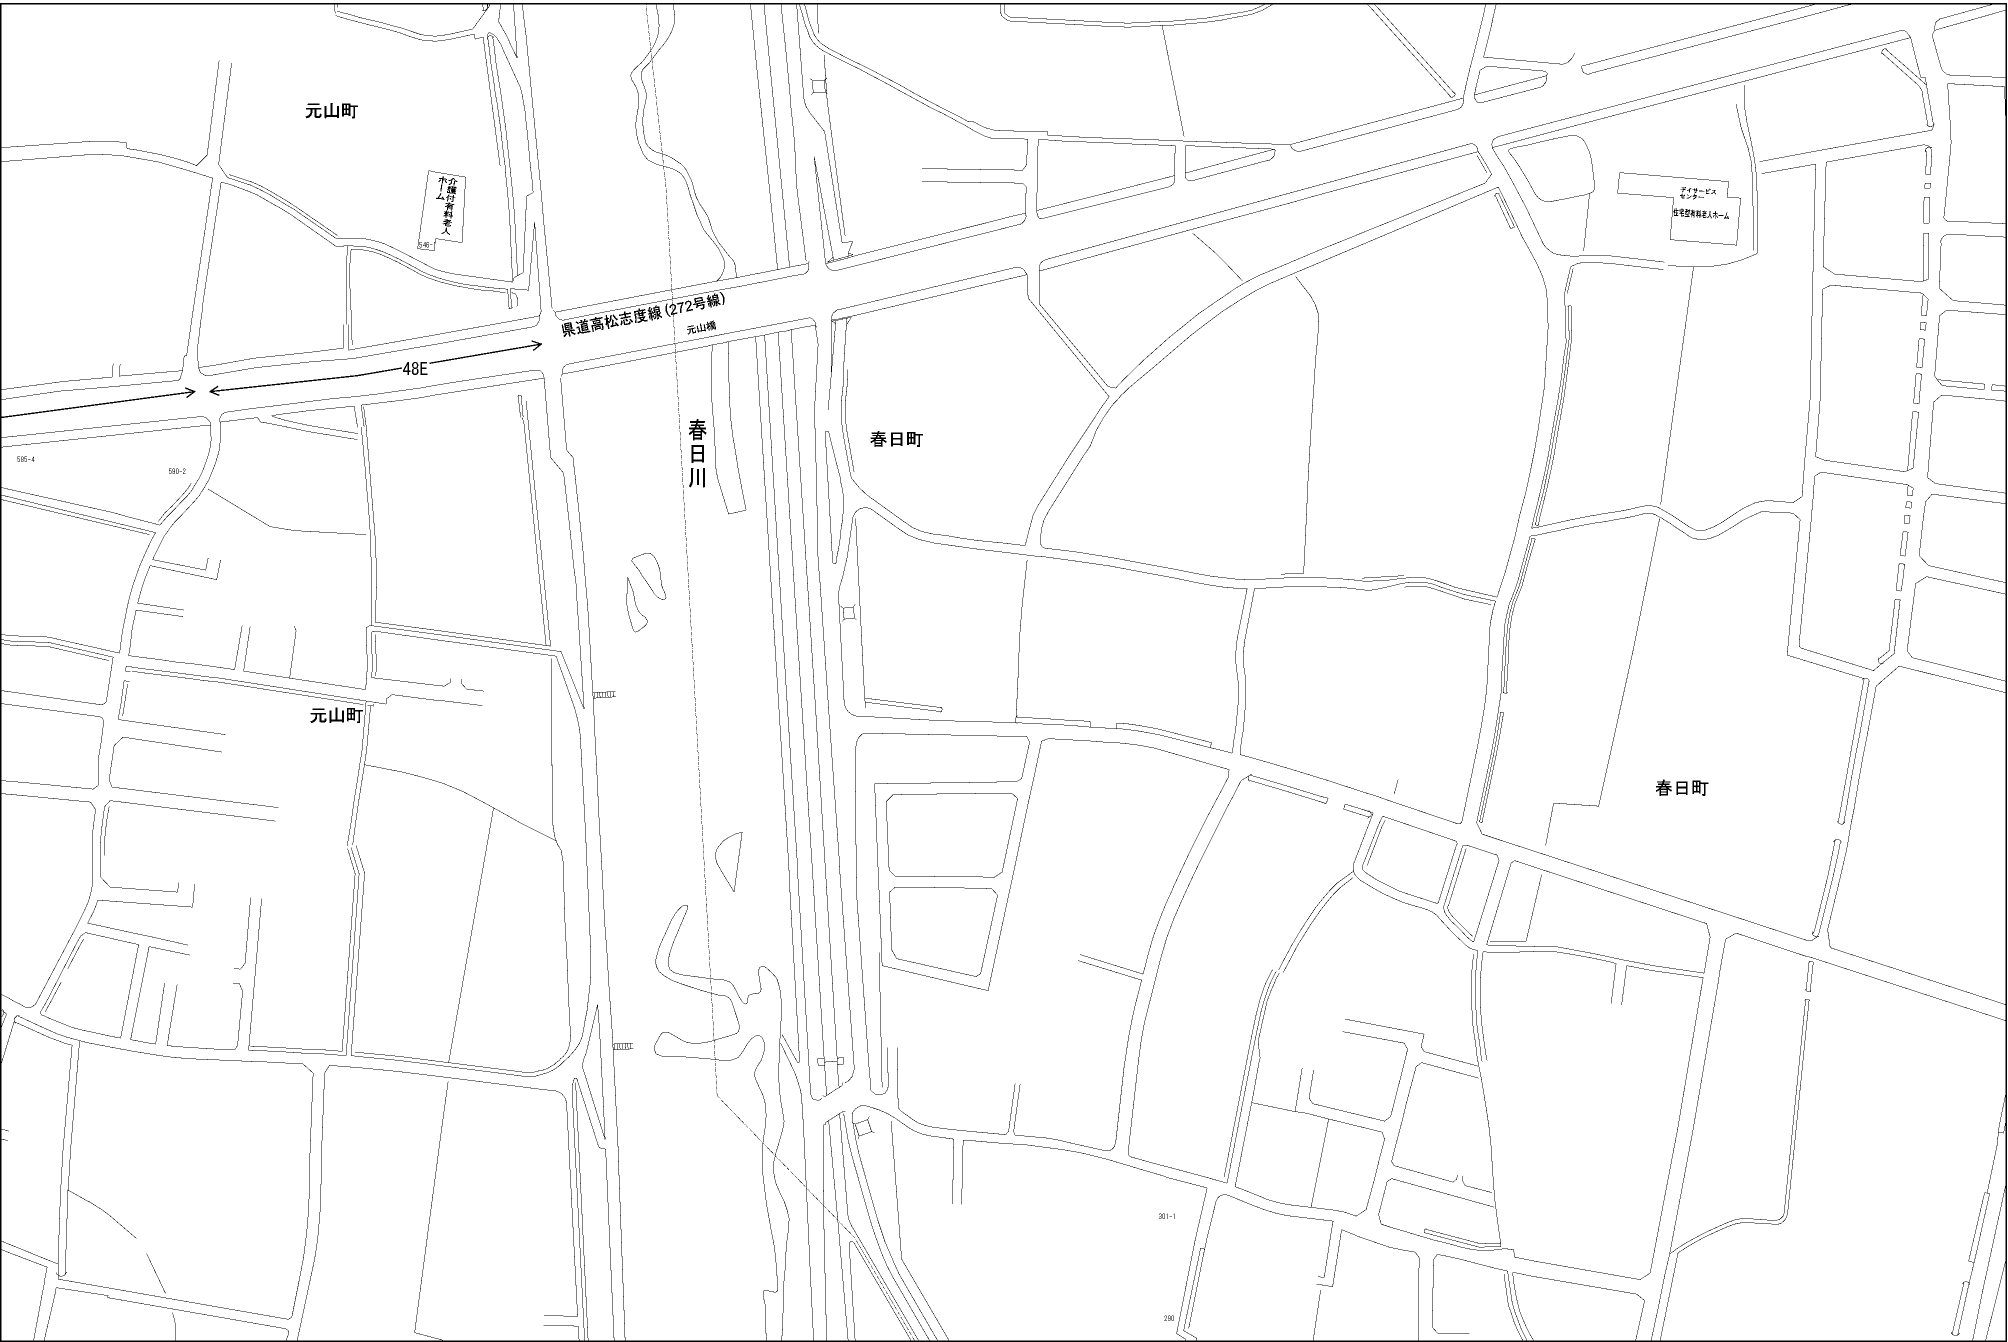 元山町
介護付有料老人
ホーム
546-1
デイサービス
センター
住宅型有料老人ホーム
県道高松志度線(272号線)
元山橋
48E
春日川
春日町
585-4
590-2
元山町
春日町
301-1
290